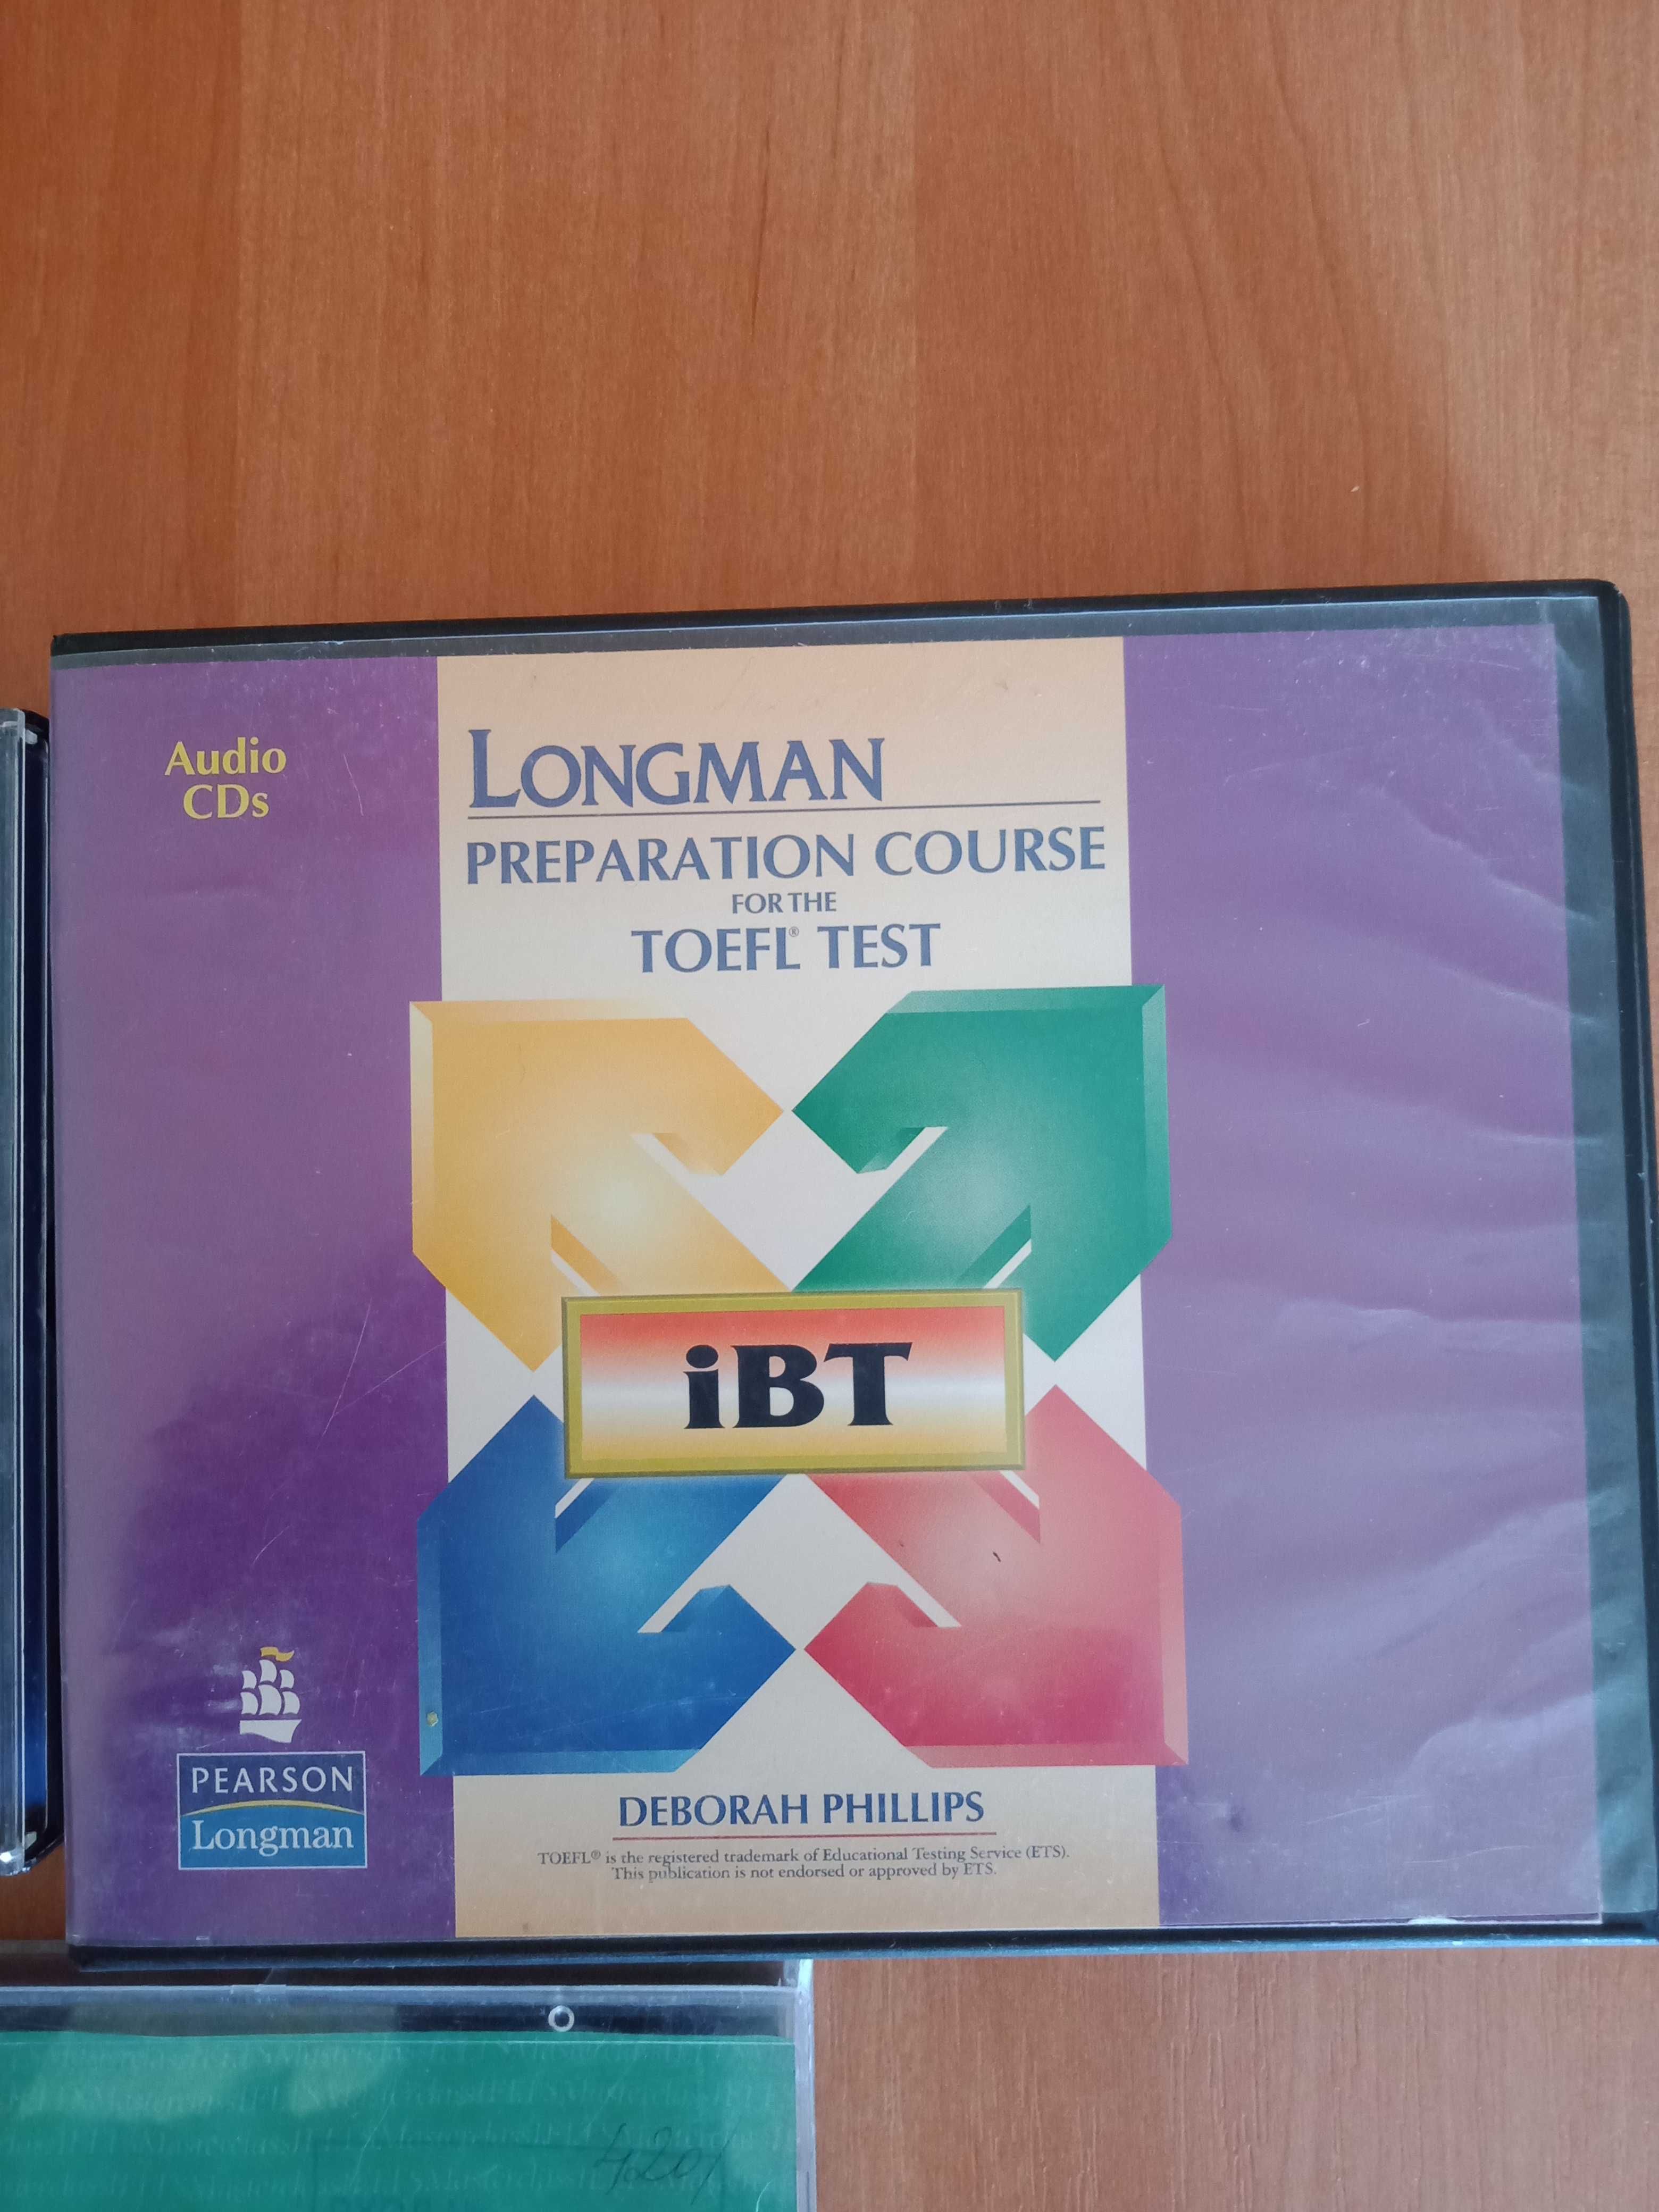 Audio
CDs
LONGMAN
PREPARATION COURSE
FOR THE
TOEFL® TEST
iBT
PEARSON
Longman
DEBORAH PHILLIPS
TOEFL® is the registered trademark of Educational Testing Service (ETS).
This publication is not endorsed or approved by ETS.